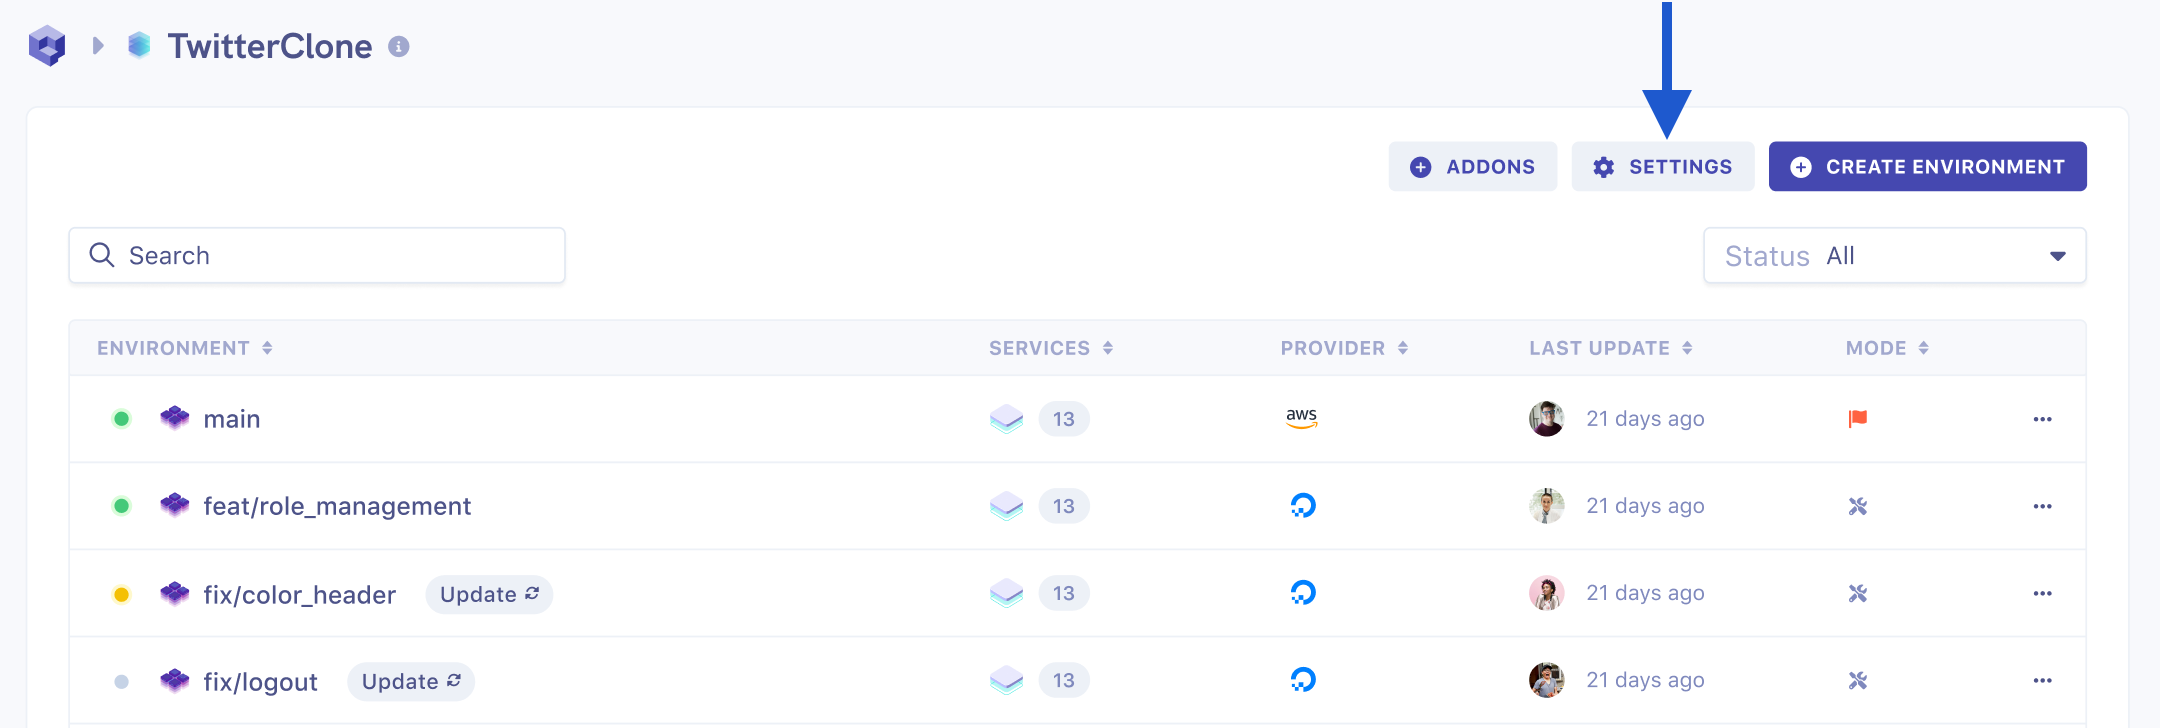 TwitterClone
ADDONS SETTINGS CREATE ENVIRONMENT
Search Status All
ENVIRONMENT SERVICES PROVIDER LAST UPDATE MODE
main 13 aws 21 days ago
feat/role_management 13 21 days ago
fix/color_header Update 13 21 days ago
fix/logout Update 13 21 days ago